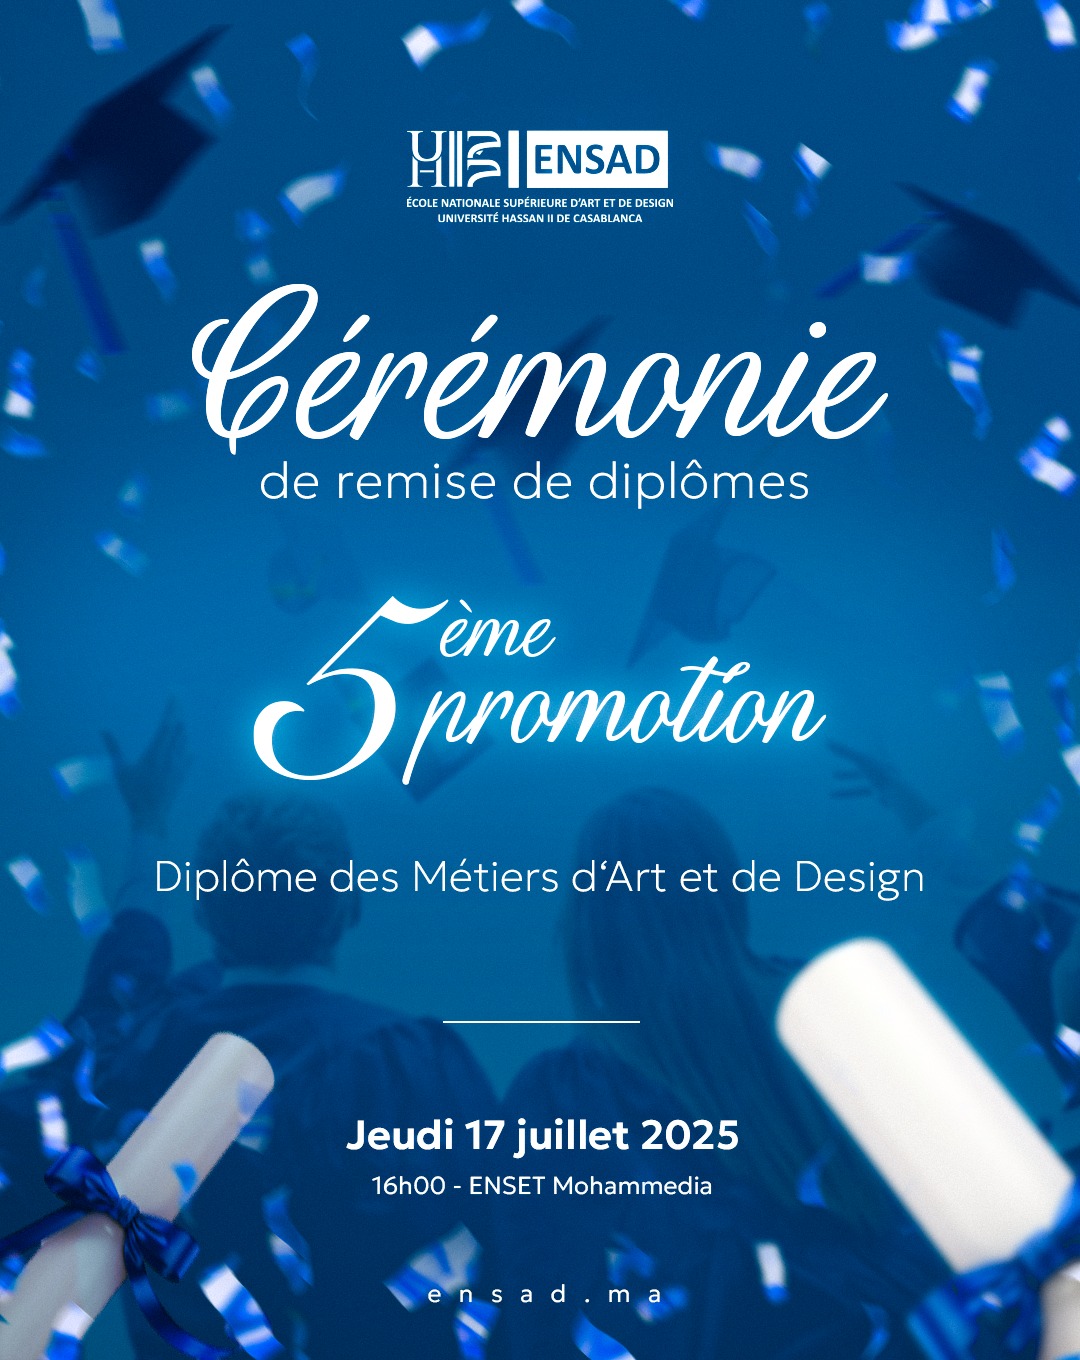 UH2 | ENSAD
ÉCOLE NATIONALE SUPÉRIEURE D'ART ET DE DESIGN
UNIVERSITÉ HASSAN II DE CASABLANCA
Cérémonie
de remise de diplômes
5ème
promotion
Diplôme des Métiers d‘Art et de Design
Jeudi 17 juillet 2025
16h00 - ENSET Mohammedia
ensad.ma